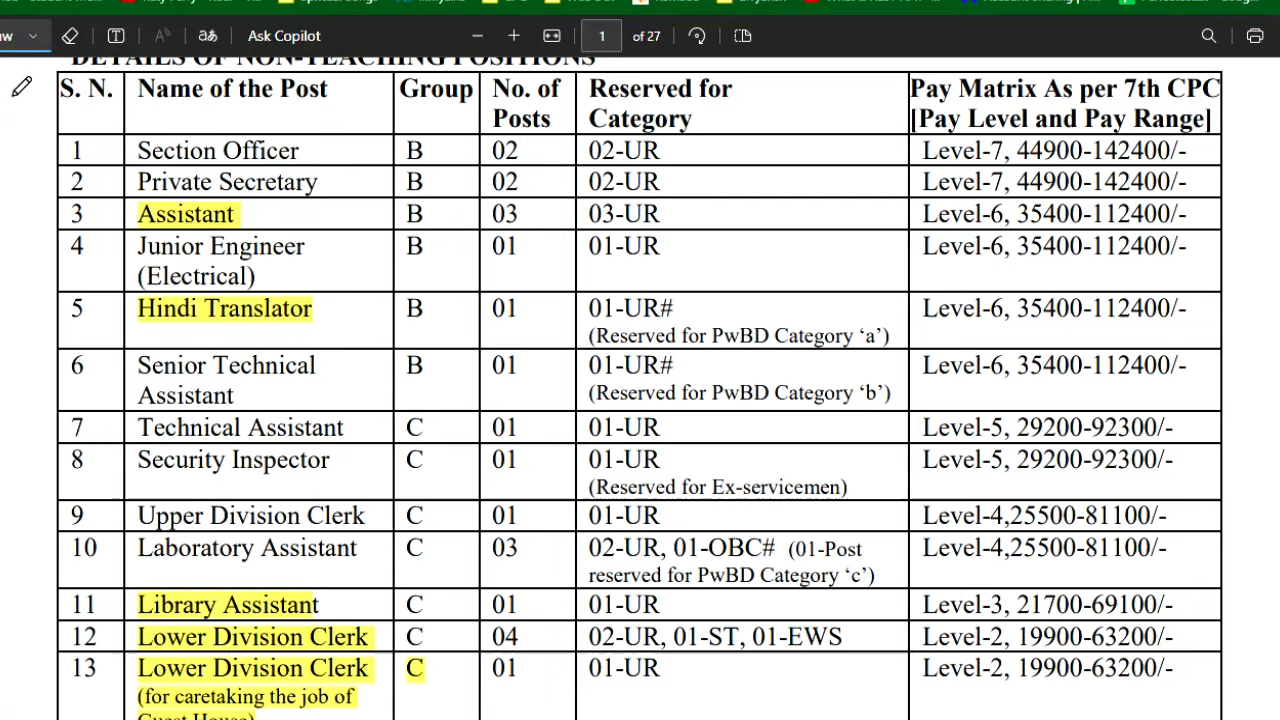 Ask Copilot
1
of 27
DETAILS OF NON-TEACHING POSITIONS
S. N. Name of the Post Group No. of Posts Reserved for Category Pay Matrix As per 7th CPC [Pay Level and Pay Range]
1 Section Officer B 02 02-UR Level-7, 44900-142400/-
2 Private Secretary B 02 02-UR Level-7, 44900-142400/-
3 Assistant B 03 03-UR Level-6, 35400-112400/-
4 Junior Engineer B 01 01-UR Level-6, 35400-112400/-
(Electrical)
5 Hindi Translator B 01 01-UR# Level-6, 35400-112400/-
(Reserved for PwBD Category ‘a’)
6 Senior Technical B 01 01-UR# Level-6, 35400-112400/-
Assistant (Reserved for PwBD Category ‘b’)
7 Technical Assistant C 01 01-UR Level-5, 29200-92300/-
8 Security Inspector C 01 01-UR Level-5, 29200-92300/-
(Reserved for Ex-servicemen)
9 Upper Division Clerk C 01 01-UR Level-4,25500-81100/-
10 Laboratory Assistant C 03 02-UR, 01-OBC# (01-Post Level-4,25500-81100/-
reserved for PwBD Category ‘c’)
11 Library Assistant C 01 01-UR Level-3, 21700-69100/-
12 Lower Division Clerk C 04 02-UR, 01-ST, 01-EWS Level-2, 19900-63200/-
13 Lower Division Clerk C 01 01-UR Level-2, 19900-63200/-
(for caretaking the job of
Guest House)